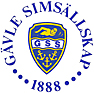 GÄVLE SIMSÄLLSKAP
GSS
• 1888 •